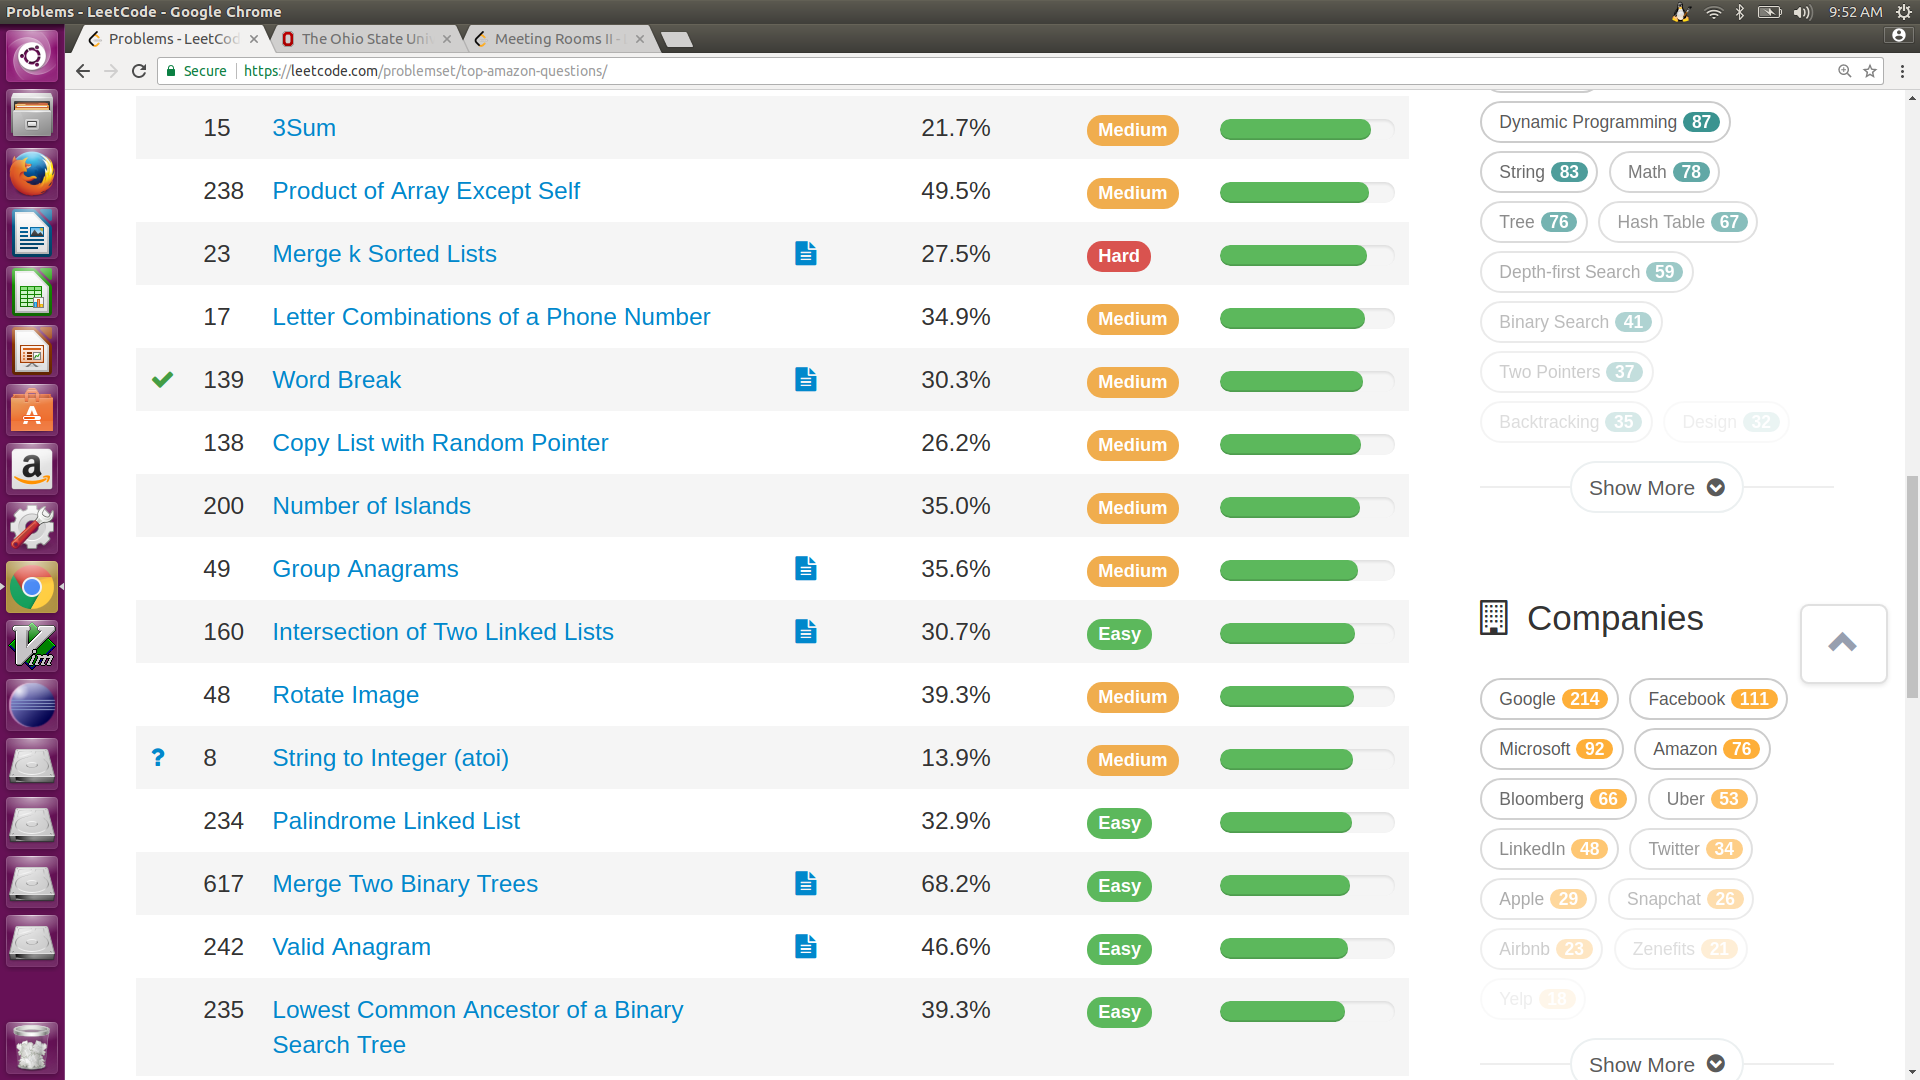 Problems - LeetCode - Google Chrome
9:52 AM
Problems - LeetCod
The Ohio State Univ
Meeting Rooms II -
Secure https://leetcode.com/problemset/top-amazon-questions/
15 3Sum 21.7% Medium
238 Product of Array Except Self 49.5% Medium
23 Merge k Sorted Lists 27.5% Hard
17 Letter Combinations of a Phone Number 34.9% Medium
139 Word Break 30.3% Medium
138 Copy List with Random Pointer 26.2% Medium
200 Number of Islands 35.0% Medium
49 Group Anagrams 35.6% Medium
160 Intersection of Two Linked Lists 30.7% Easy
48 Rotate Image 39.3% Medium
? 8 String to Integer (atoi) 13.9% Medium
234 Palindrome Linked List 32.9% Easy
617 Merge Two Binary Trees 68.2% Easy
242 Valid Anagram 46.6% Easy
235 Lowest Common Ancestor of a Binary 39.3% Easy
Search Tree
Dynamic Programming 87
String 83 Math 78
Tree 76 Hash Table 67
Depth-first Search 59
Binary Search 41
Two Pointers 37
Backtracking 35 Design 32
Show More
Companies
Google 214 Facebook 111
Microsoft 92 Amazon 76
Bloomberg 66 Uber 53
LinkedIn 48 Twitter 34
Apple 29 Snapchat 26
Airbnb 23 Zenefits 21
Yelp 18
Show More
a
A
Vim